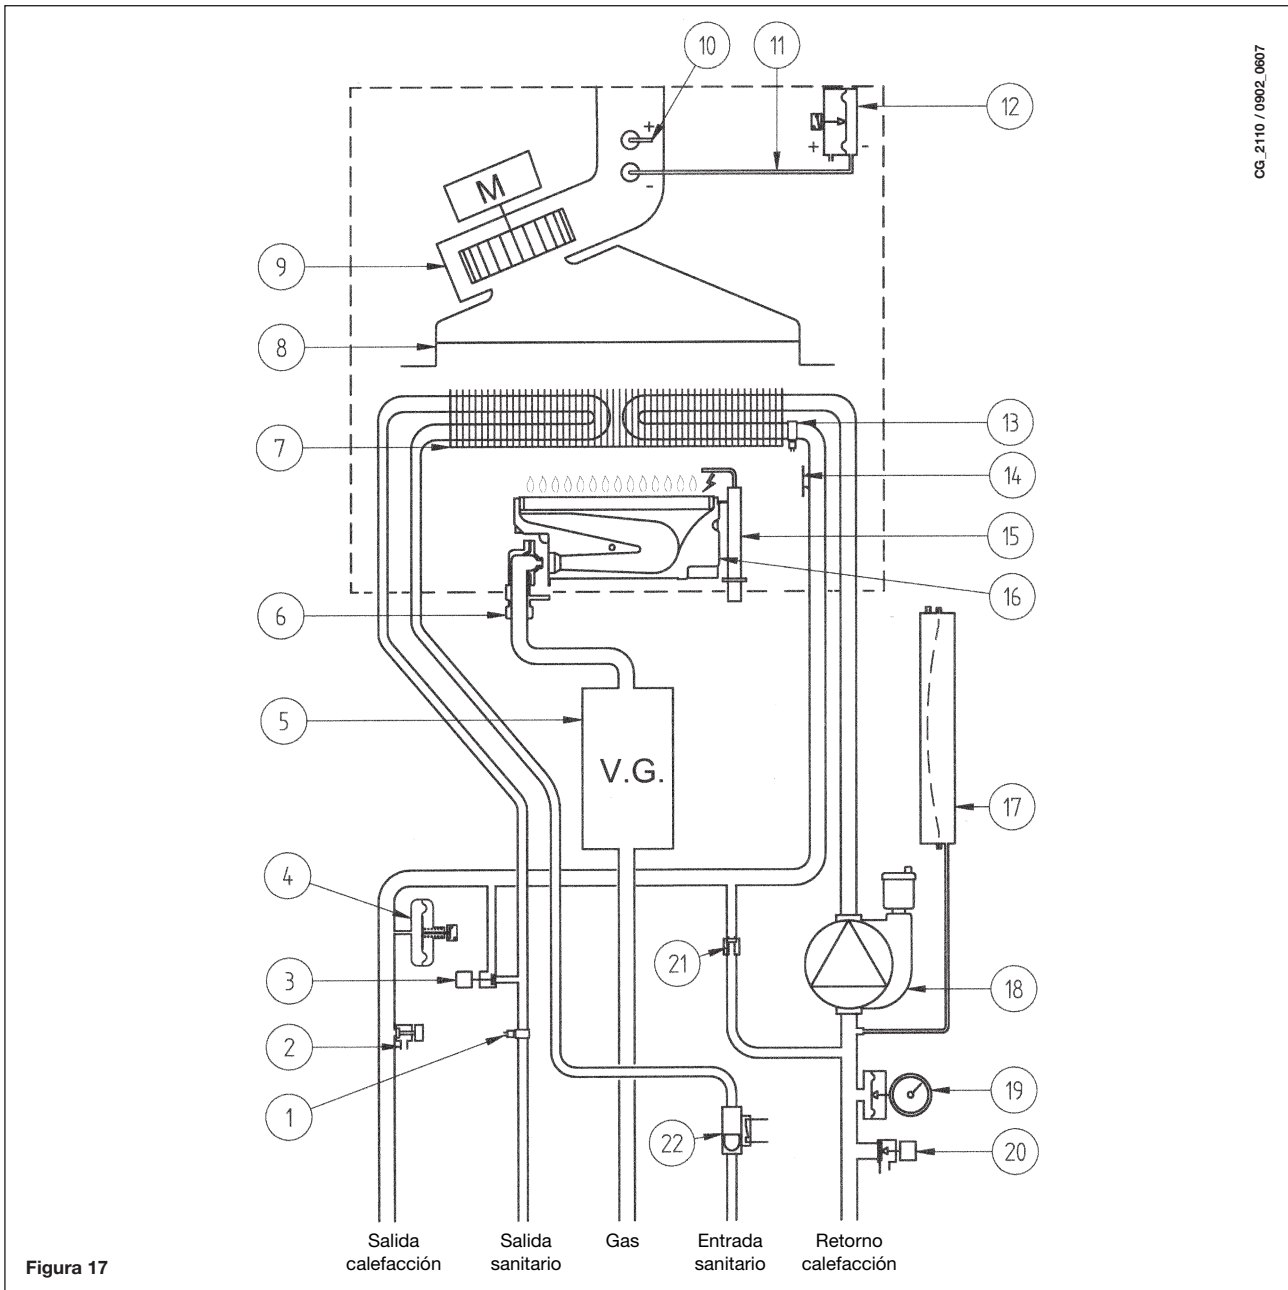 CG_2110 / 0902_0607
10
11
12
+
-
+ -
M
9
8
7
13
14
15
16
6
5
V.G.
17
4
3
21
18
2
1
19
22
20
Salida
calefacción
Salida
sanitario
Gas
Entrada
sanitario
Retorno
calefacción
Figura 17